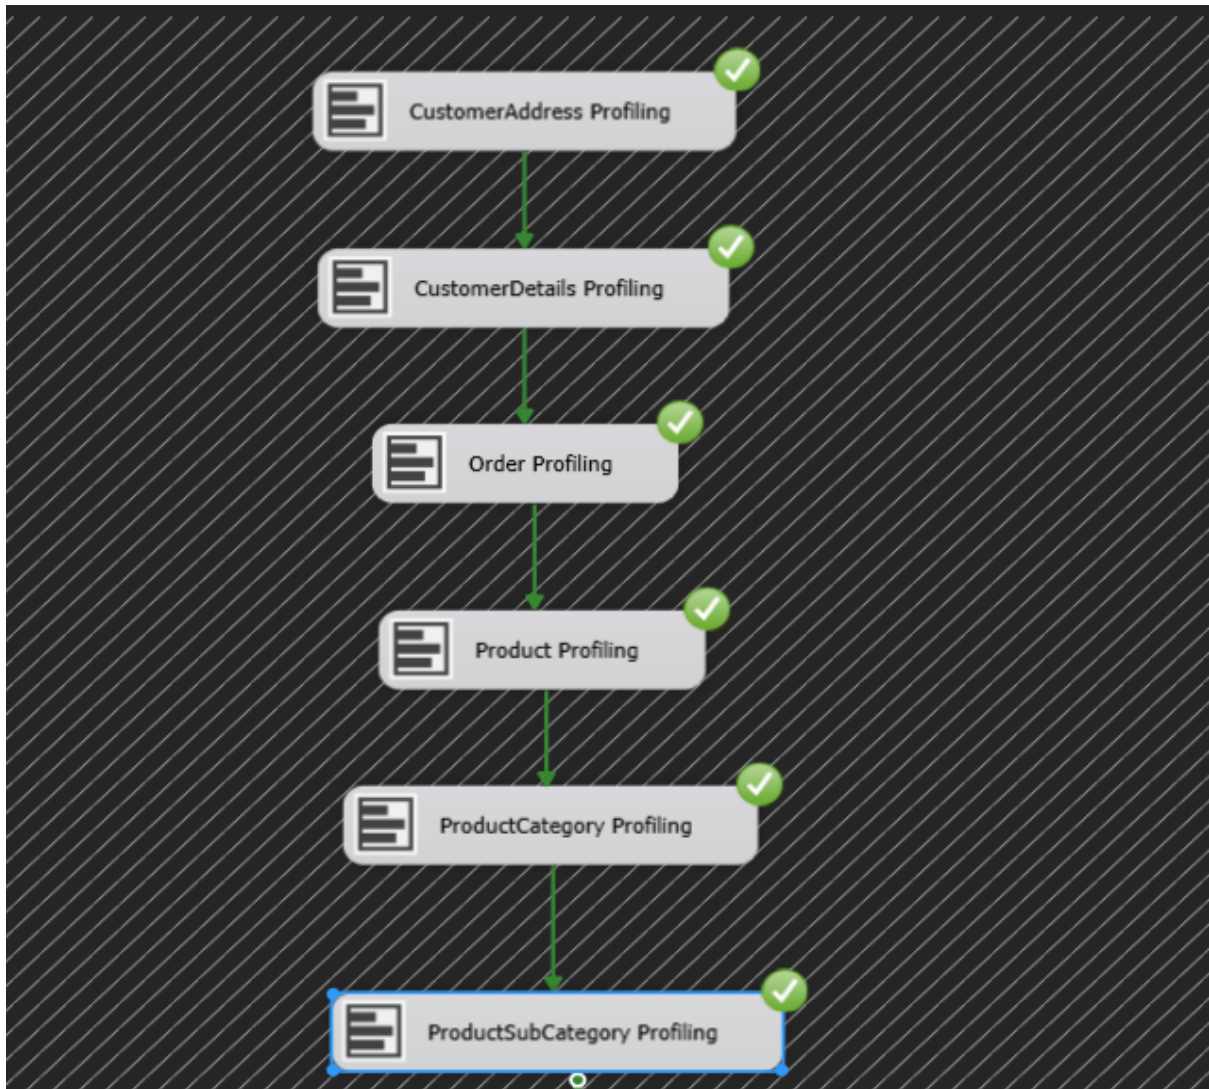 CustomerAddress Profiling
CustomerDetails Profiling
Order Profiling
Product Profiling
ProductCategory Profiling
ProductSubCategory Profiling